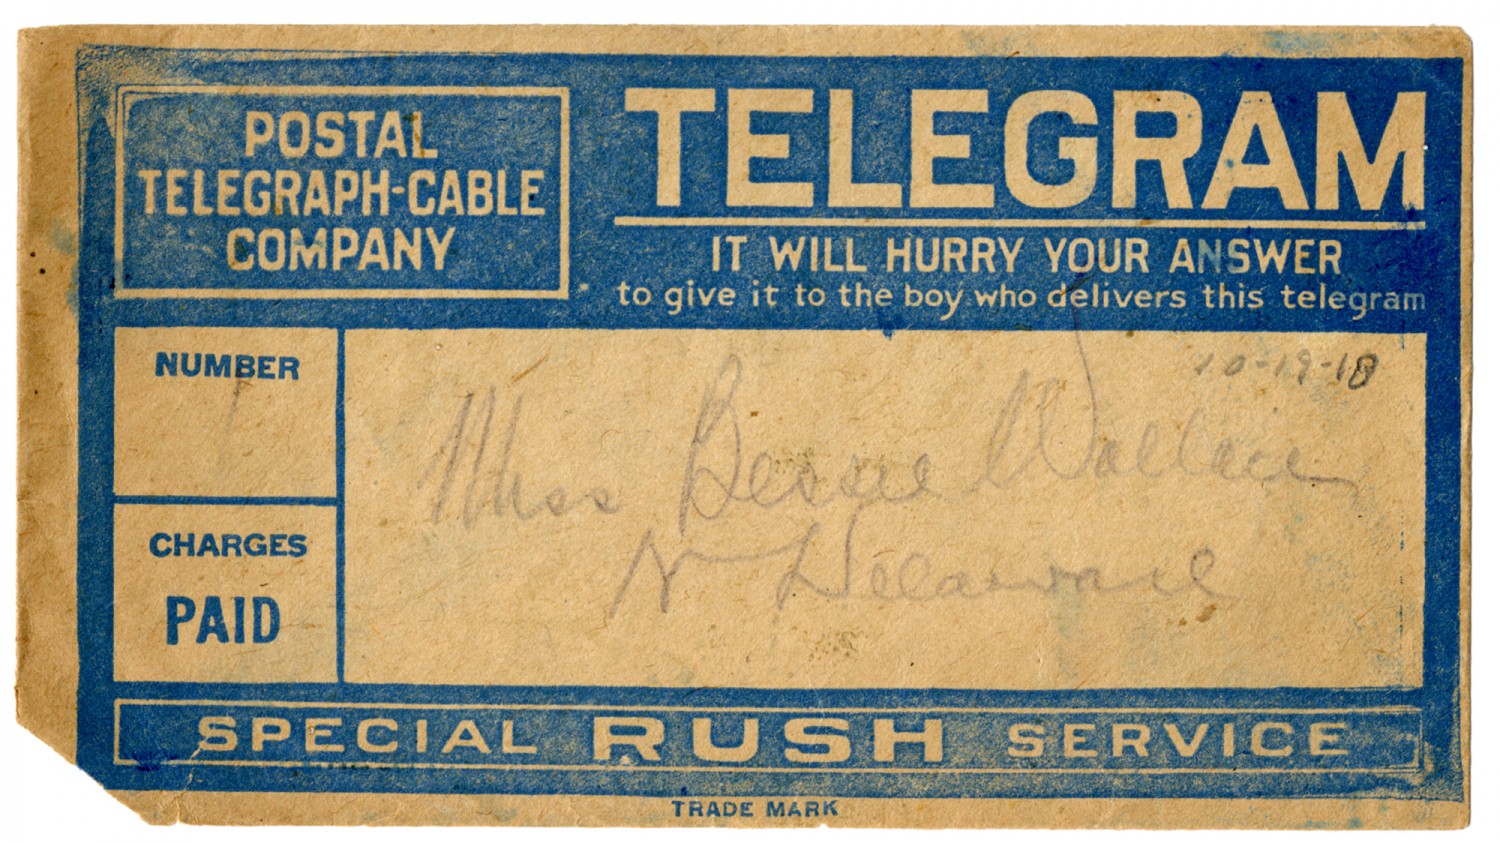 POSTAL
TELEGRAPH-CABLE
COMPANY
TELEGRAM
IT WILL HURRY YOUR ANSWER
to give it to the boy who delivers this telegram
NUMBER
10-19-18
Miss Bessie Wallace
N Delaware
CHARGES
PAID
SPECIAL RUSH SERVICE
TRADE MARK